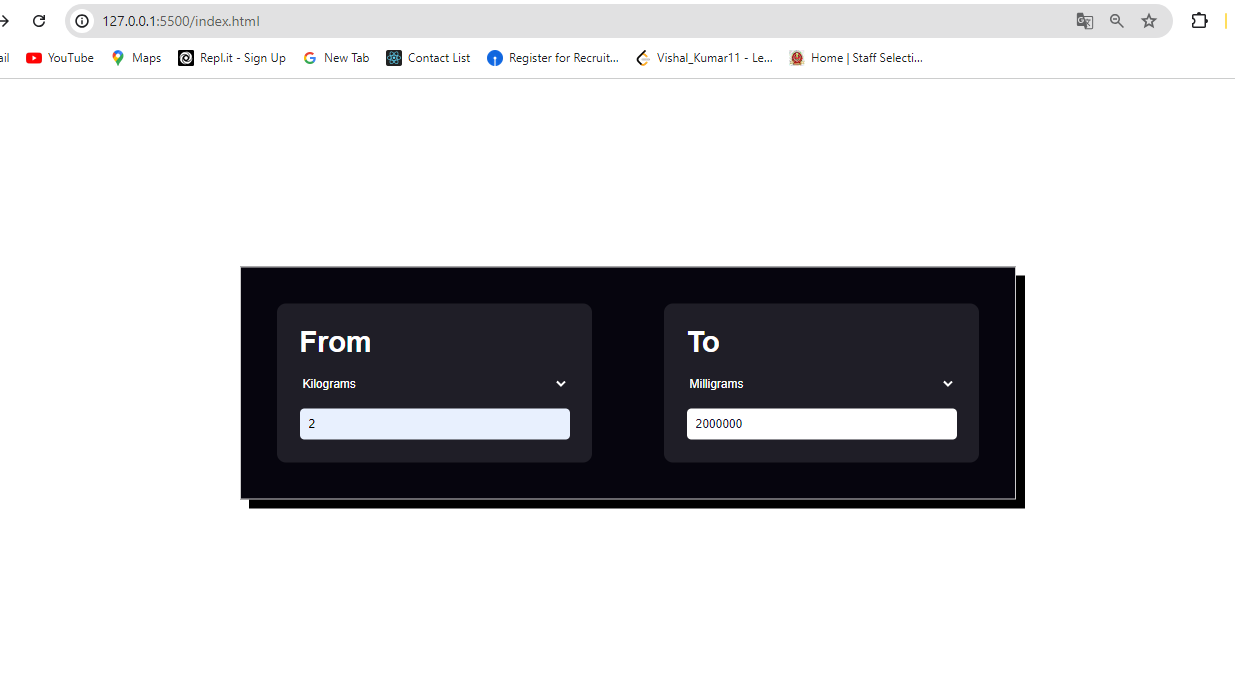 127.0.0.1:5500/index.html
ail YouTube Maps Repl.it - Sign Up New Tab Contact List Register for Recruit... Vishal_Kumar11 - Le... Home | Staff Selecti...
From To
Kilograms Milligrams
2 2000000